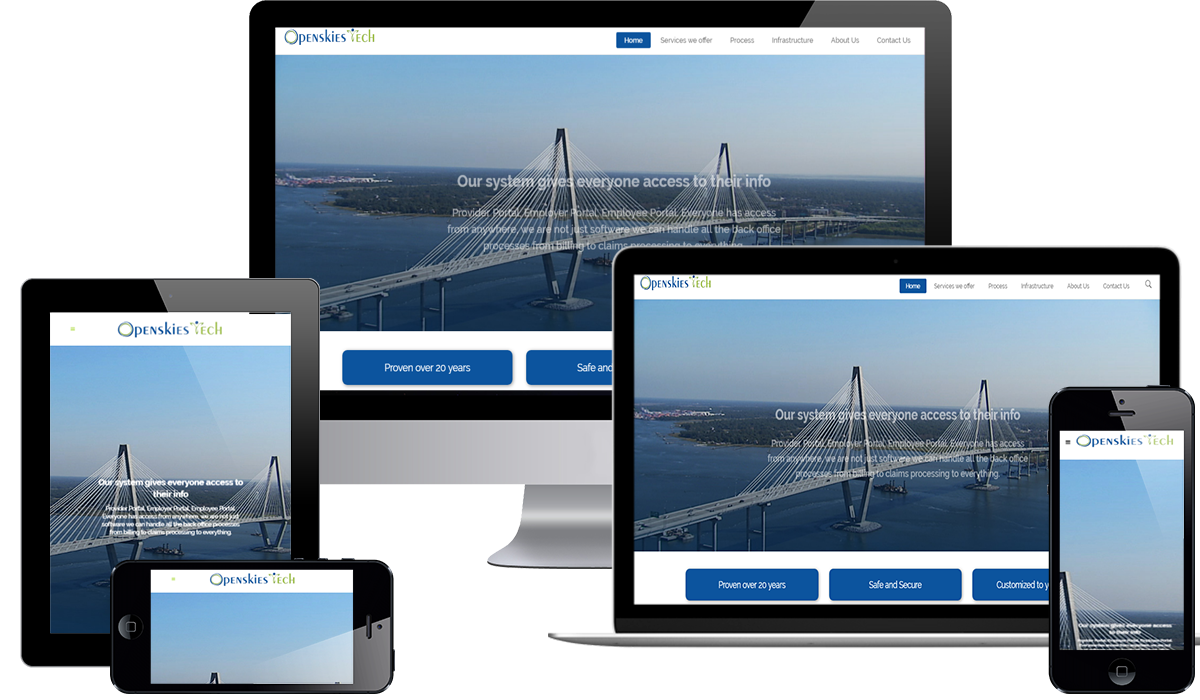 Openskies Tech
Home Services we offer Process Infrastructure About Us Contact Us
Our system gives everyone access to their info
Provider Portal, Employer Portal, Employee Portal, Everyone has access
from anywhere, we are not just software we can handle all the back office
processes from billing to claims processing to everything.
Proven over 20 years Safe and
Openskies Tech
Home Services we offer Process Infrastructure About Us Contact Us
Our system gives everyone access to their info
Provider Portal, Employer Portal, Employee Portal, Everyone has access
from anywhere, we are not just software we can handle all the back office
processes from billing to claims processing to everything.
Proven over 20 years Safe and Secure Customized to y
Openskies Tech
Our system gives everyone access to
their info
Provider Portal, Employer Portal, Employee Portal,
Everyone has access from anywhere, we are not just
software we can handle all the back office processes
from billing to claims processing to everything.
Openskies Tech
Openskies Tech
Our system gives everyone access
to their info